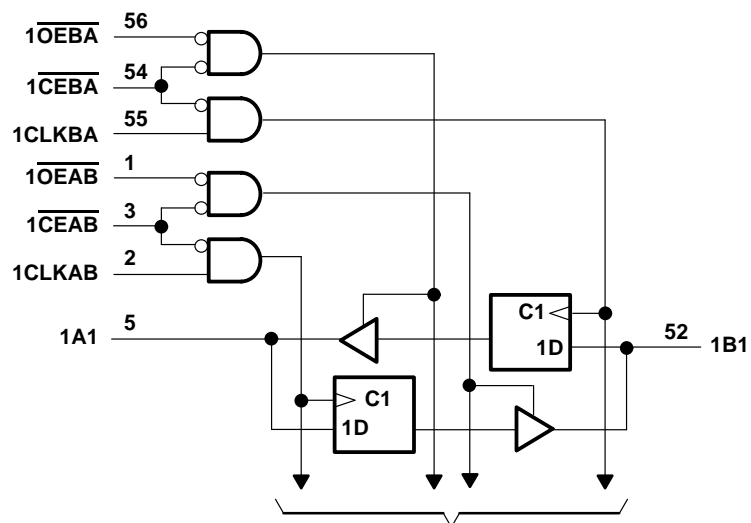 1OEBA 56
1CEBA 54
1CLKBA 55
1OEAB 1
1CEAB 3
1CLKAB 2
1A1 5
C1
1D
52 1B1
C1
1D